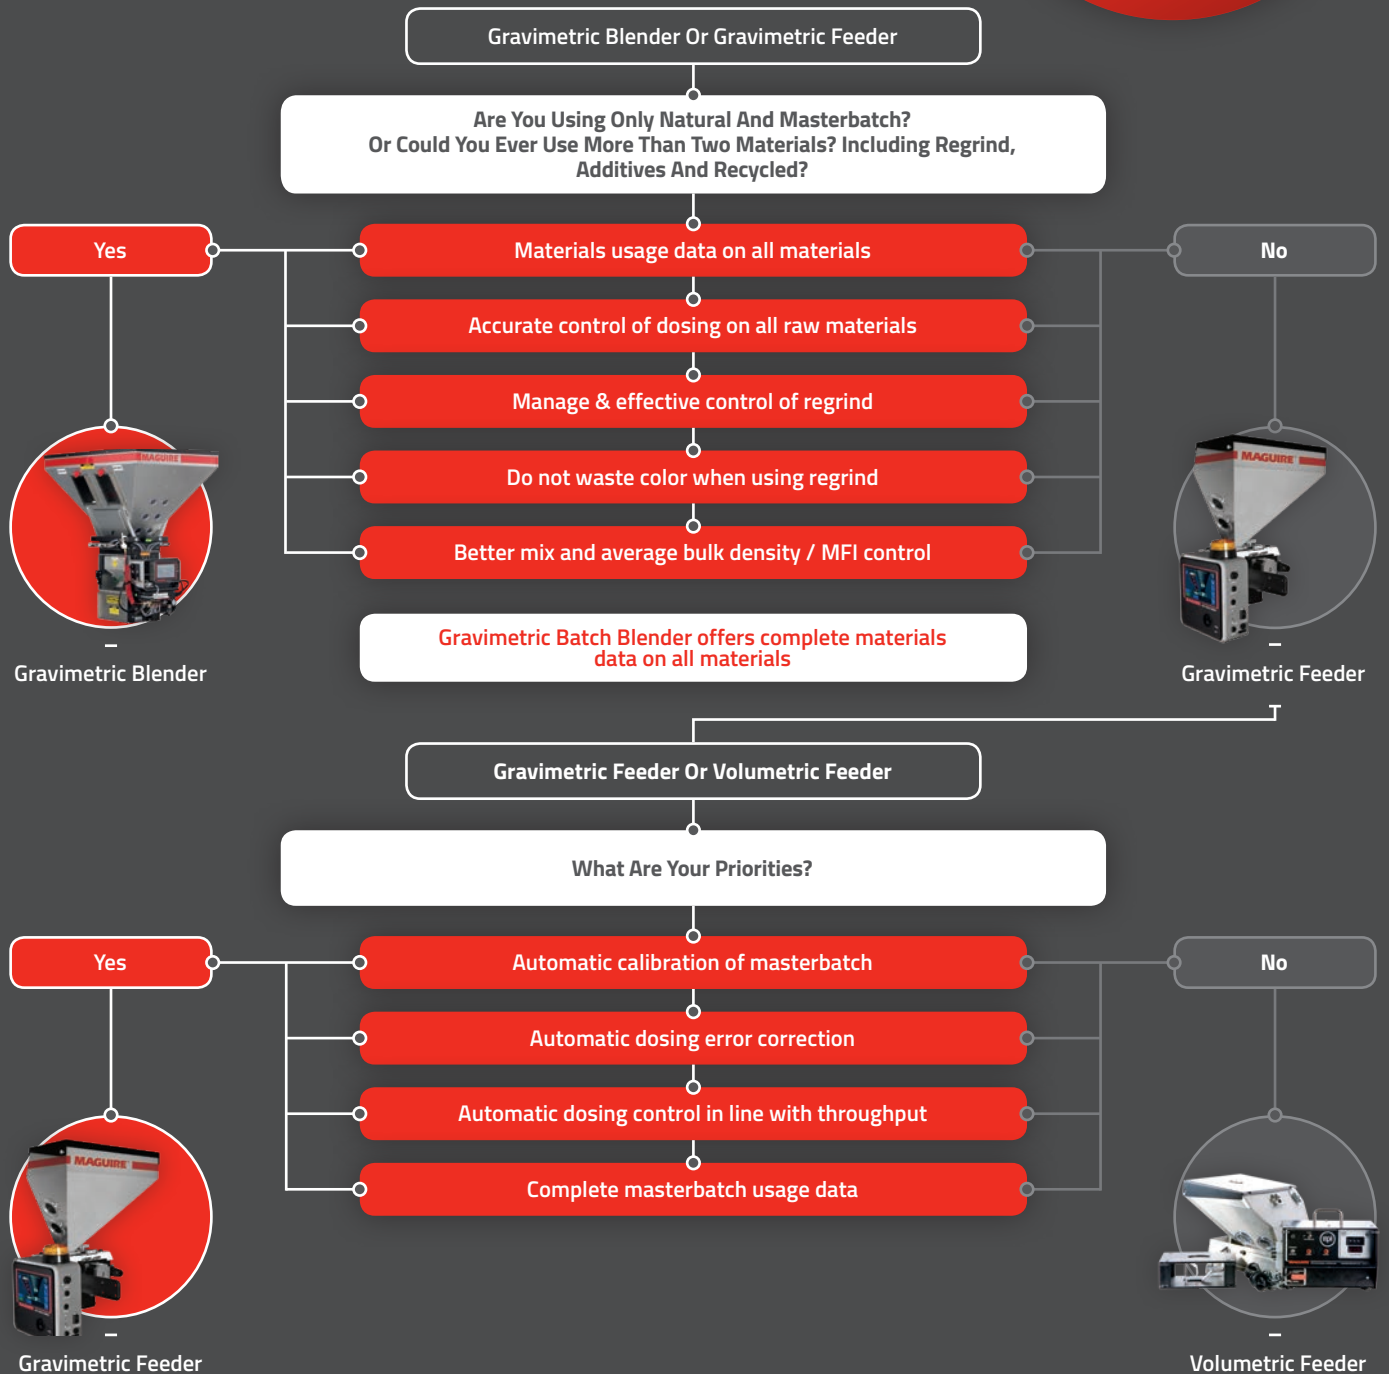 Gravimetric Blender Or Gravimetric Feeder
Are You Using Only Natural And Masterbatch?
Or Could You Ever Use More Than Two Materials? Including Regrind,
Additives And Recycled?
Yes
Materials usage data on all materials
No
Accurate control of dosing on all raw materials
Manage & effective control of regrind
Do not waste color when using regrind
Better mix and average bulk density / MFI control
MAGUIRE
MAGUIRE
Gravimetric Batch Blender offers complete materials
data on all materials
Gravimetric Blender
Gravimetric Feeder
Gravimetric Feeder Or Volumetric Feeder
What Are Your Priorities?
Yes
Automatic calibration of masterbatch
No
Automatic dosing error correction
Automatic dosing control in line with throughput
Complete masterbatch usage data
MAGUIRE
Gravimetric Feeder
Volumetric Feeder